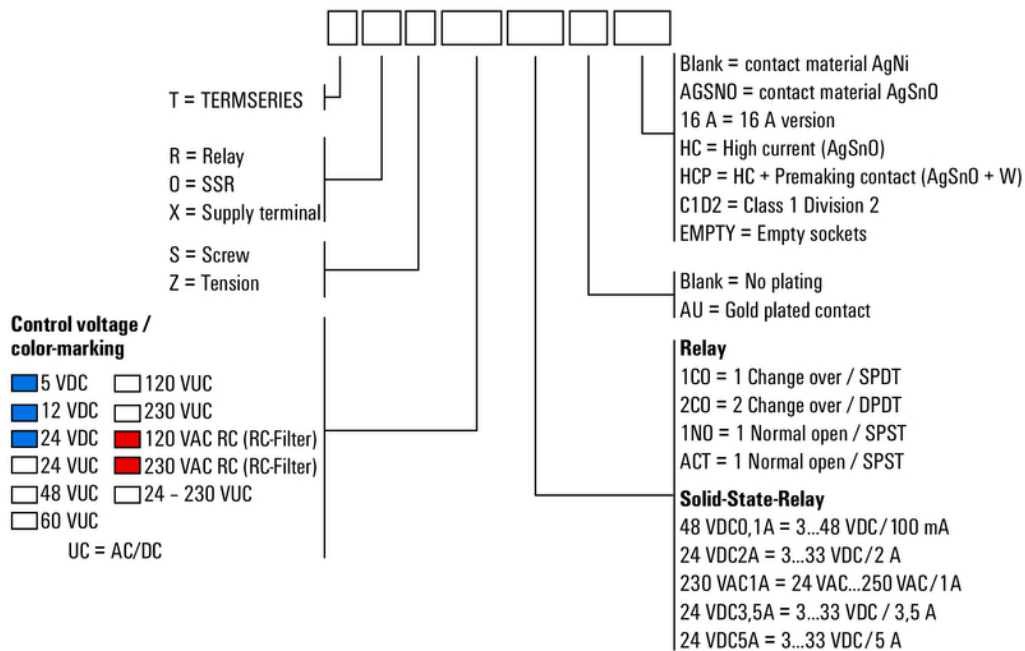 T = TERMSERIES
R = Relay
O = SSR
X = Supply terminal
S = Screw
Z = Tension
Control voltage /
color-marking
5 VDC 120 VUC
12 VDC 230 VUC
24 VDC 120 VAC RC (RC-Filter)
24 VUC 230 VAC RC (RC-Filter)
48 VUC 24 – 230 VUC
60 VUC
UC = AC/DC
Blank = contact material AgNi
AGSNO = contact material AgSnO
16 A = 16 A version
HC = High current (AgSnO)
HCP = HC + Premaking contact (AgSnO + W)
C1D2 = Class 1 Division 2
EMPTY = Empty sockets
Blank = No plating
AU = Gold plated contact
Relay
1CO = 1 Change over / SPDT
2CO = 2 Change over / DPDT
1NO = 1 Normal open / SPST
ACT = 1 Normal open / SPST
Solid-State-Relay
48 VDC0,1A = 3...48 VDC/100 mA
24 VDC2A = 3...33 VDC/2 A
230 VAC1A = 24 VAC...250 VAC/1A
24 VDC3,5A = 3...33 VDC / 3,5 A
24 VDC5A = 3...33 VDC/5 A